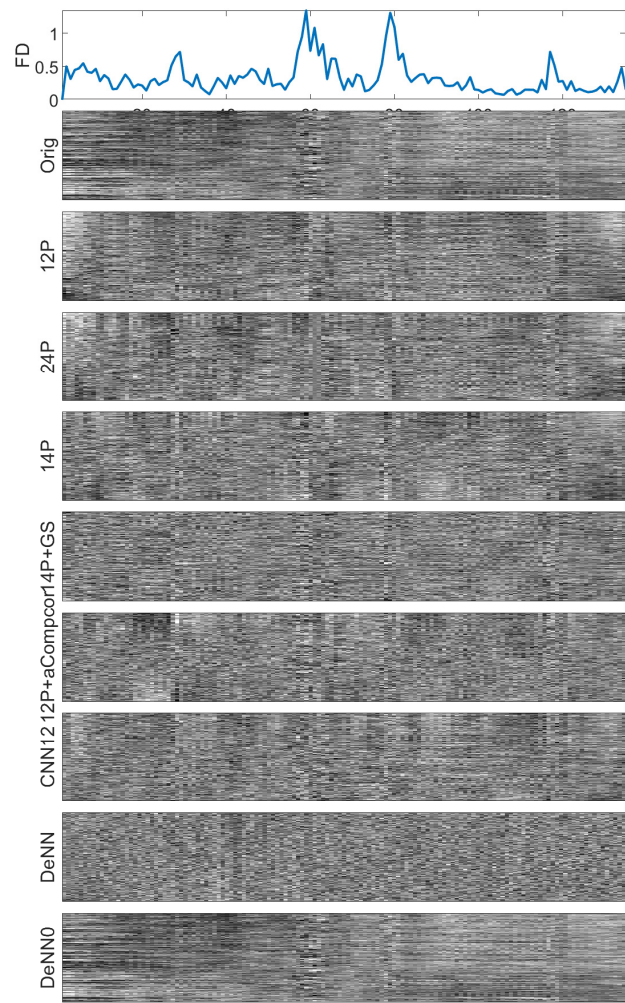 1
FD
0.5
0
Orig
12P
24P
14P
14P+GS
12P+aCompcor
CNN12
DeNN
DeNN0